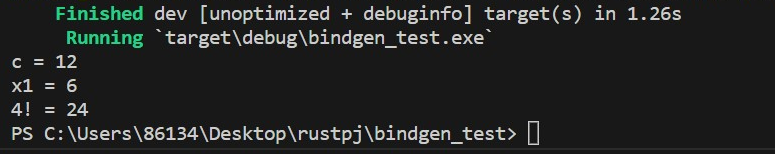 Finished dev [unoptimized + debuginfo] target(s) in 1.26s
Running `target\debug\bindgen_test.exe`
c = 12
x1 = 6
4! = 24
PS C:\Users\86134\Desktop\rustpj\bindgen_test>